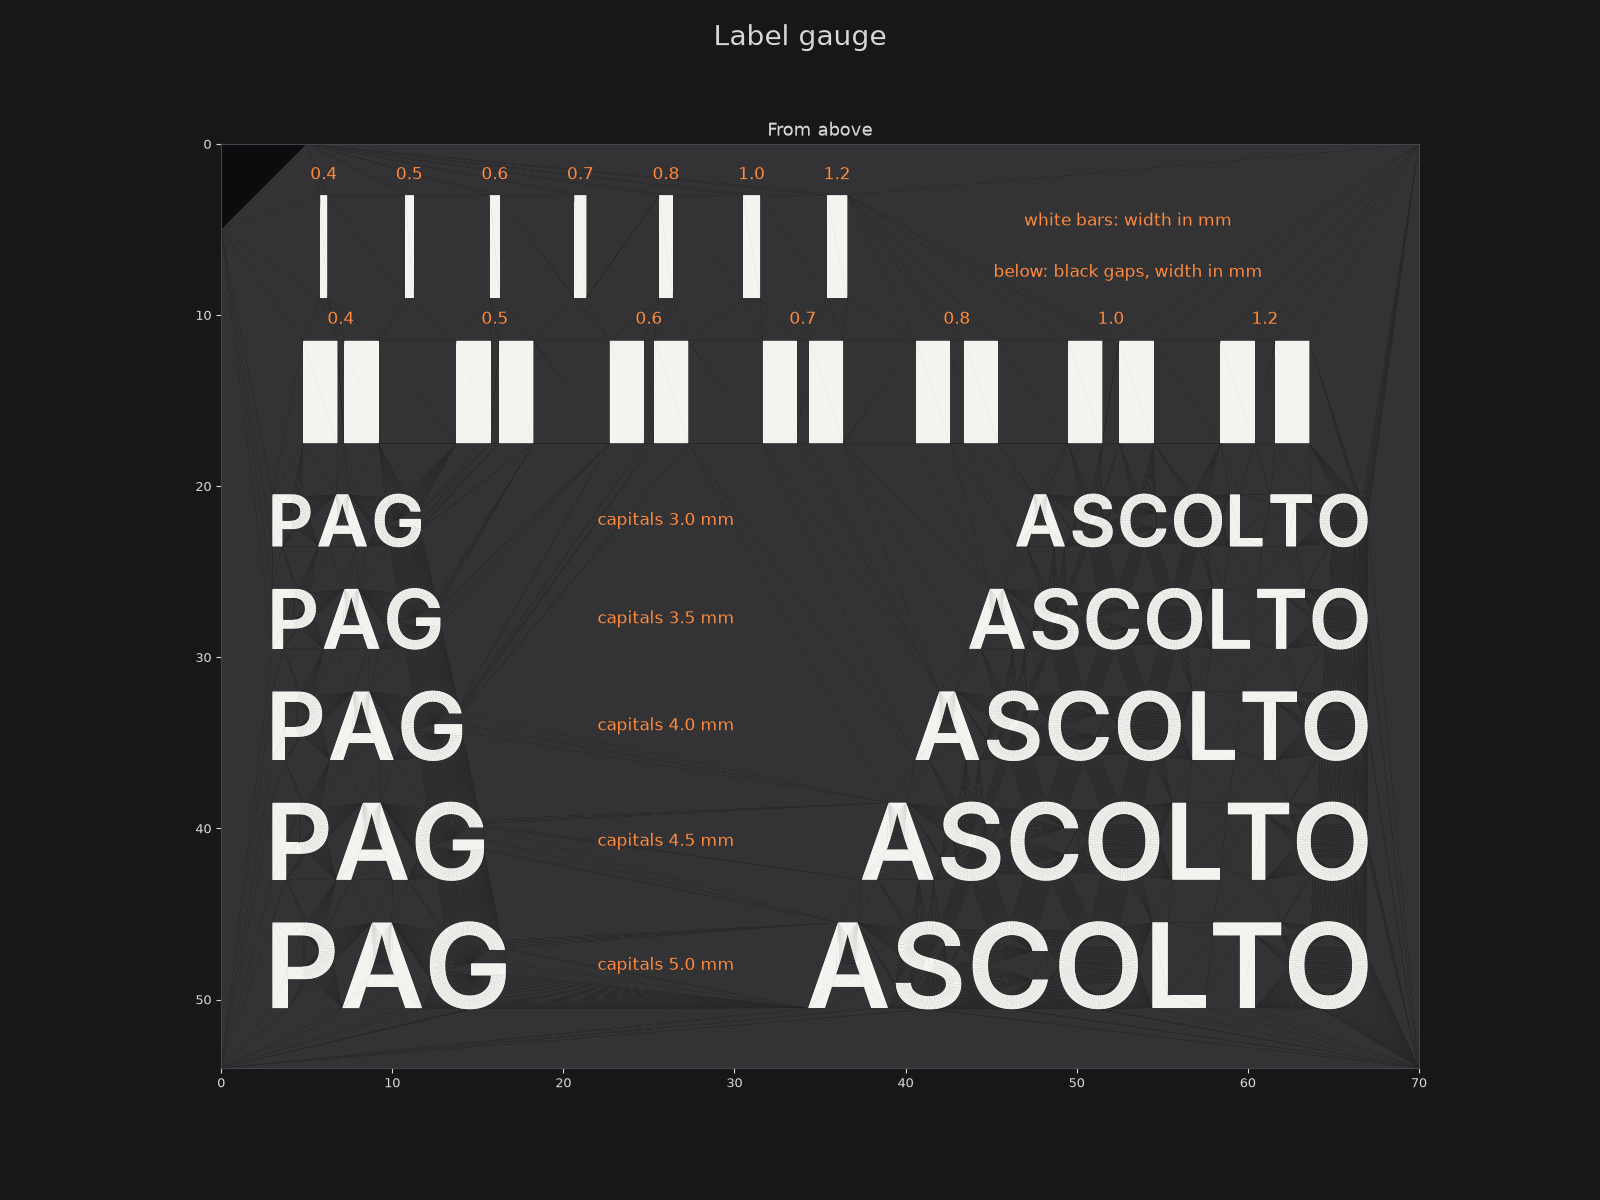 Label gauge
From above
0.4 0.5 0.6 0.7 0.8 1.0 1.2
white bars: width in mm
below: black gaps, width in mm
0.4 0.5 0.6 0.7 0.8 1.0 1.2
PAG capitals 3.0 mm ASCOLTO
PAG capitals 3.5 mm ASCOLTO
PAG capitals 4.0 mm ASCOLTO
PAG capitals 4.5 mm ASCOLTO
PAG capitals 5.0 mm ASCOLTO
0
10
20
30
40
50
0 10 20 30 40 50 60 70